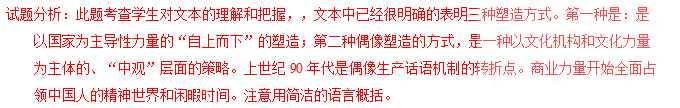 试题分析：此题考查学生对文本的理解和把握，，文本中已经很明确的表明三种塑造方式。第一种是：是
以国家为主导性力量的“自上而下”的塑造；第二种偶像塑造的方式，是一种以文化机构和文化力量
为主体的、“中观”层面的策略。上世纪 90 年代是偶像生产话语机制的转折点。商业力量开始全面占
领中国人的精神世界和闲暇时间。注意用简洁的语言概括。